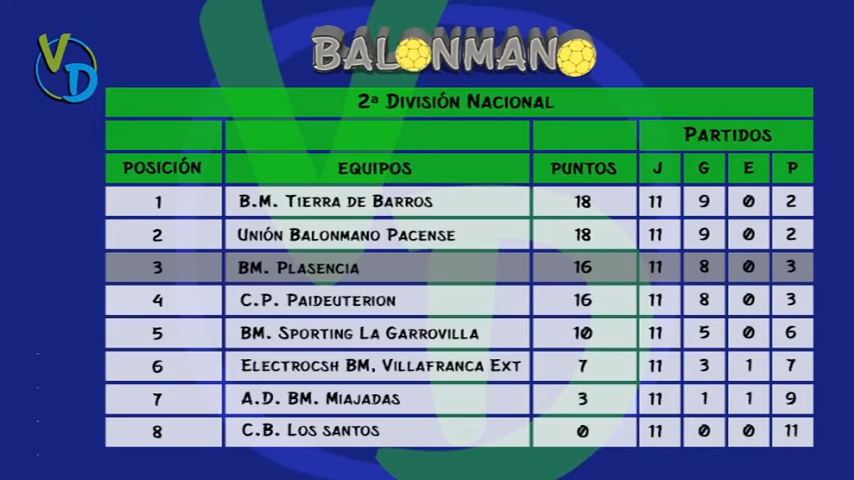 VD
BALONMANO
2ª División Nacional
Partidos
Posición Equipos Puntos J G E P
1 B.M. Tierra de Barros 18 11 9 0 2
2 Unión Balonmano Pacense 18 11 9 0 2
3 BM. Plasencia 16 11 8 0 3
4 C.P. Paideuterion 16 11 8 0 3
5 BM. Sporting La Garrovilla 10 11 5 0 6
6 Electrocsh BM, Villafranca Ext 7 11 3 1 7
7 A.D. BM. Miajadas 3 11 1 1 9
8 C.B. Los santos 0 11 0 0 11